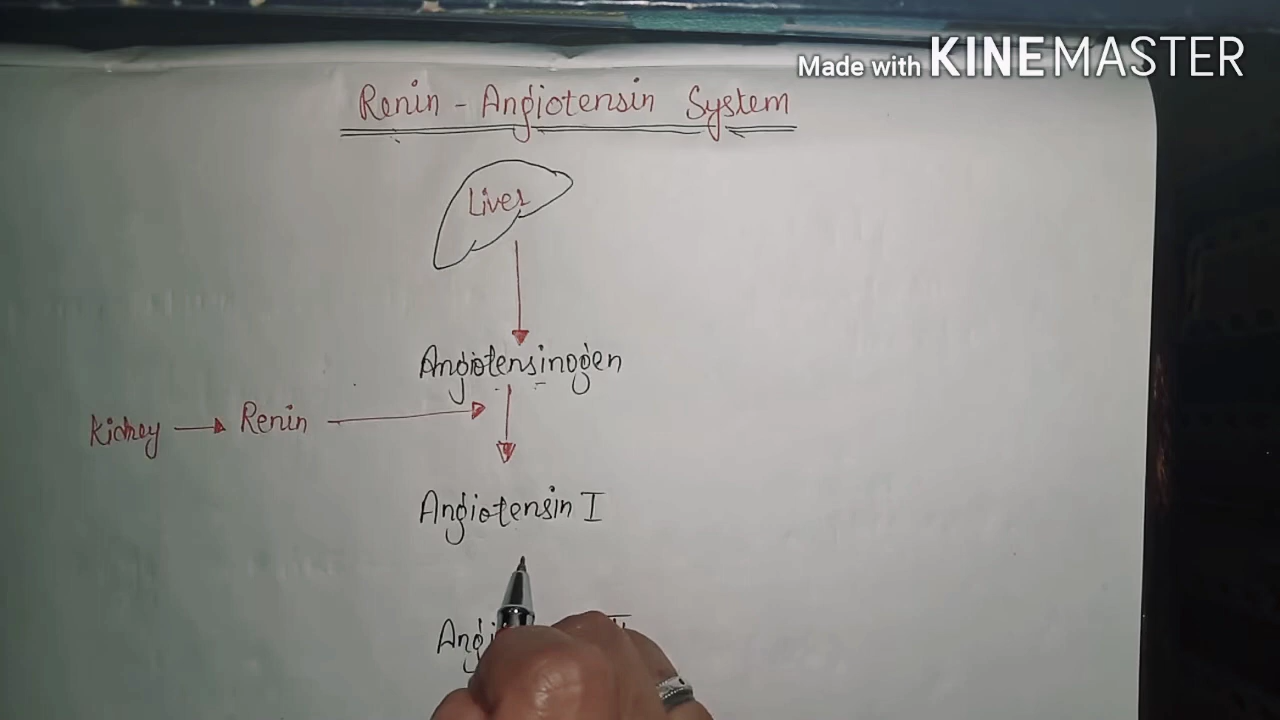 Made with KINEMASTER
Renin - Angiotensin System
Liver
Angiotensinogen
Kidney → Renin →
Angiotensin I